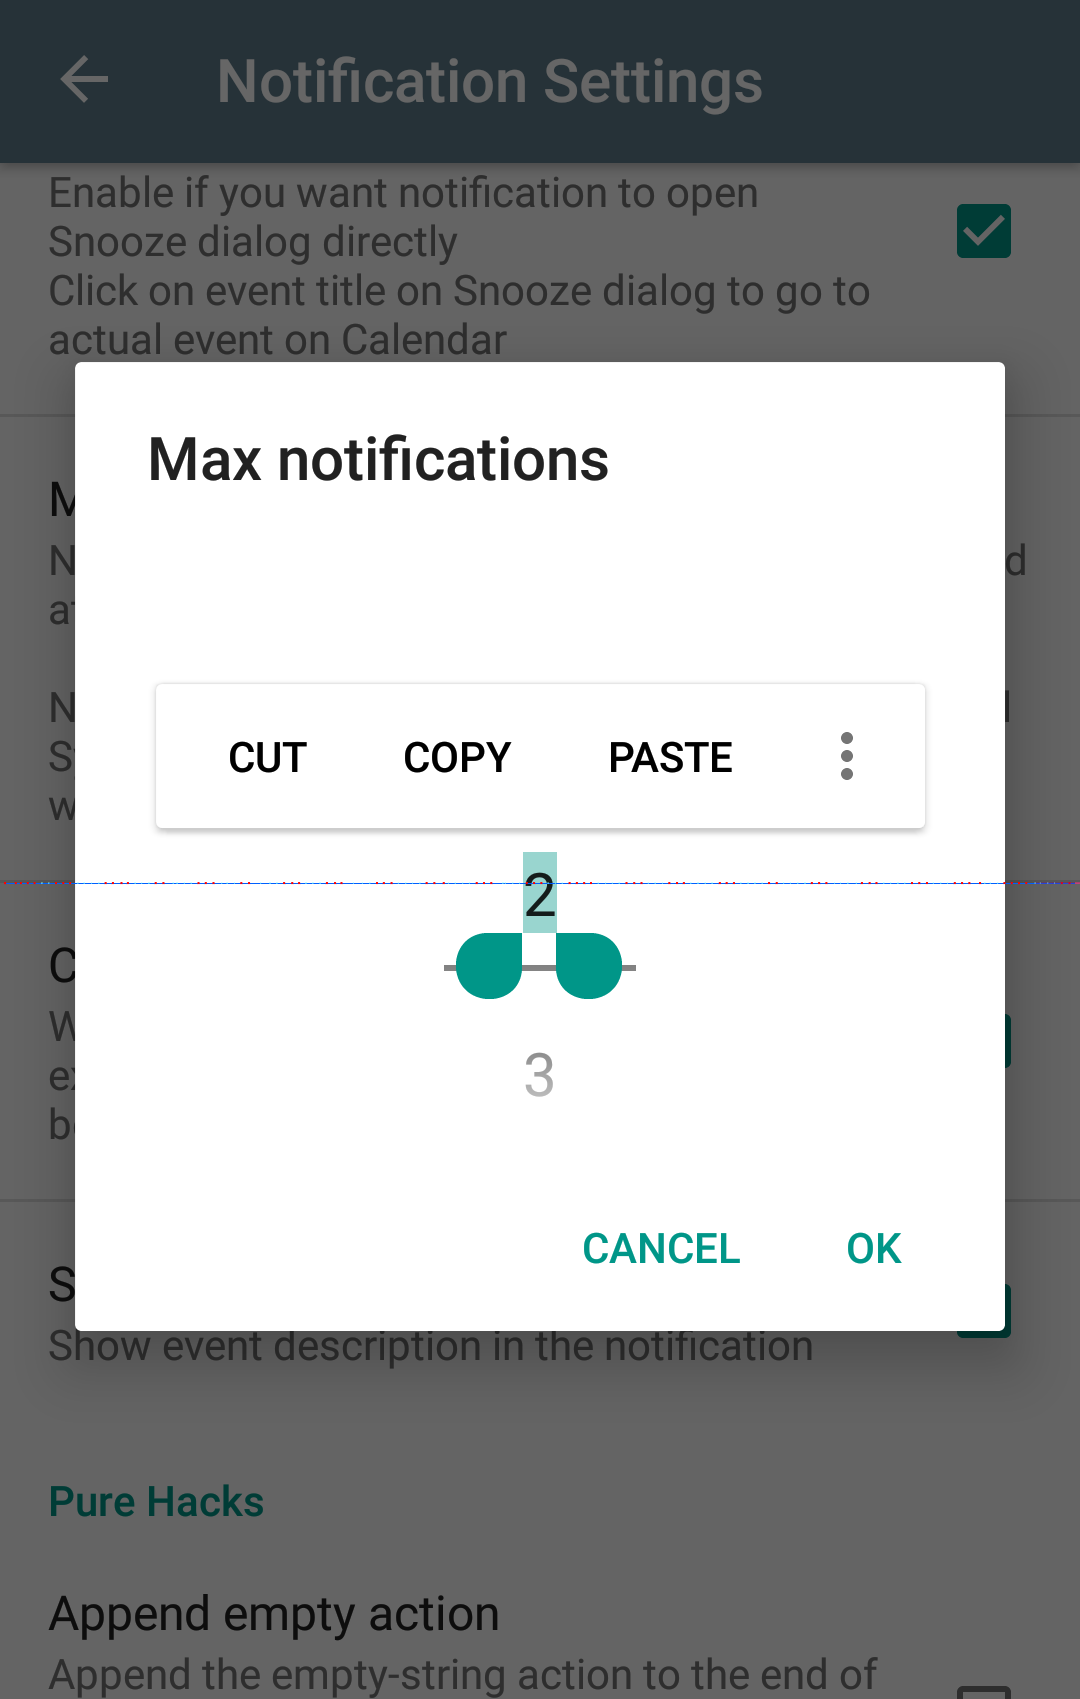 Notification Settings
Enable if you want notification to open
Snooze dialog directly
Click on event title on Snooze dialog to go to
actual event on Calendar
Max notifications
CUT COPY PASTE
2
3
CANCEL OK
Show event description in the notification
Pure Hacks
Append empty action
Append the empty-string action to the end of